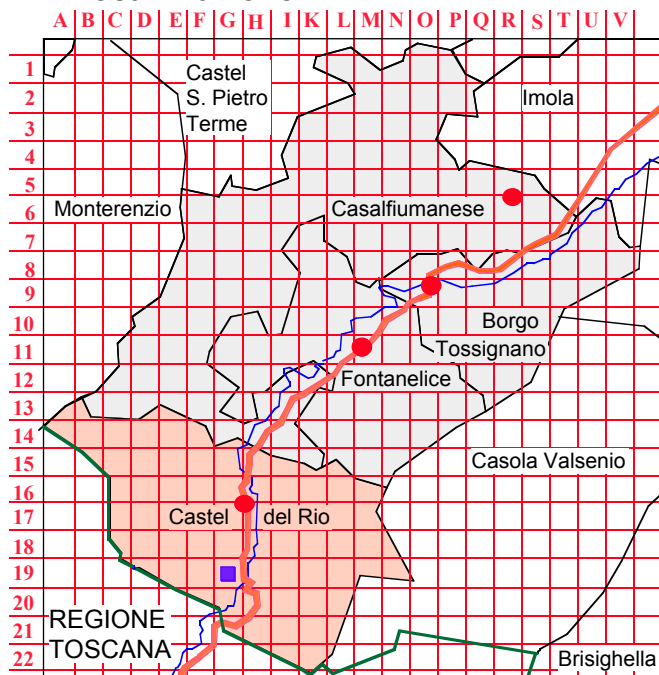 A B C D E F G H I K L M N O P Q R S T U V
1
2
3
4
5
6
7
8
9
10
11
12
13
14
15
16
17
18
19
20
21
22
Castel
S. Pietro
Terme
Imola
Monterenzio
Casalfiumanese
Borgo
Tossignano
Fontanelice
Casola Valsenio
Castel del Rio
REGIONE
TOSCANA
Brisighella